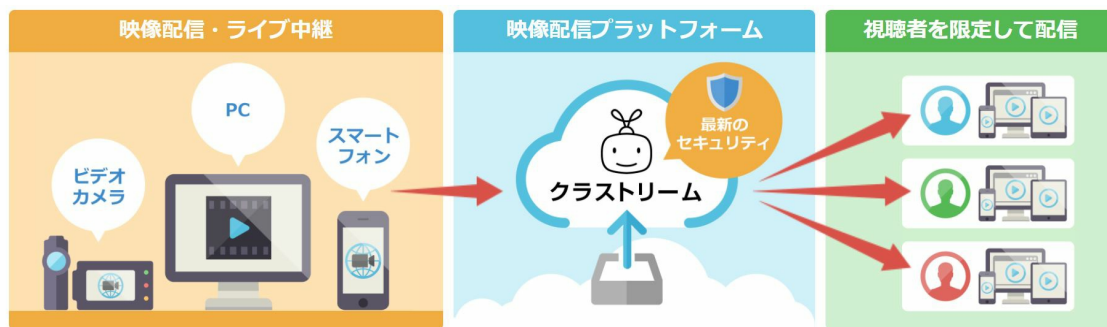 映像配信・ライブ中継
映像配信プラットフォーム
視聴者を限定して配信
PC
スマート
フォン
ビデオ
カメラ
最新の
セキュリティ
クラストリーム